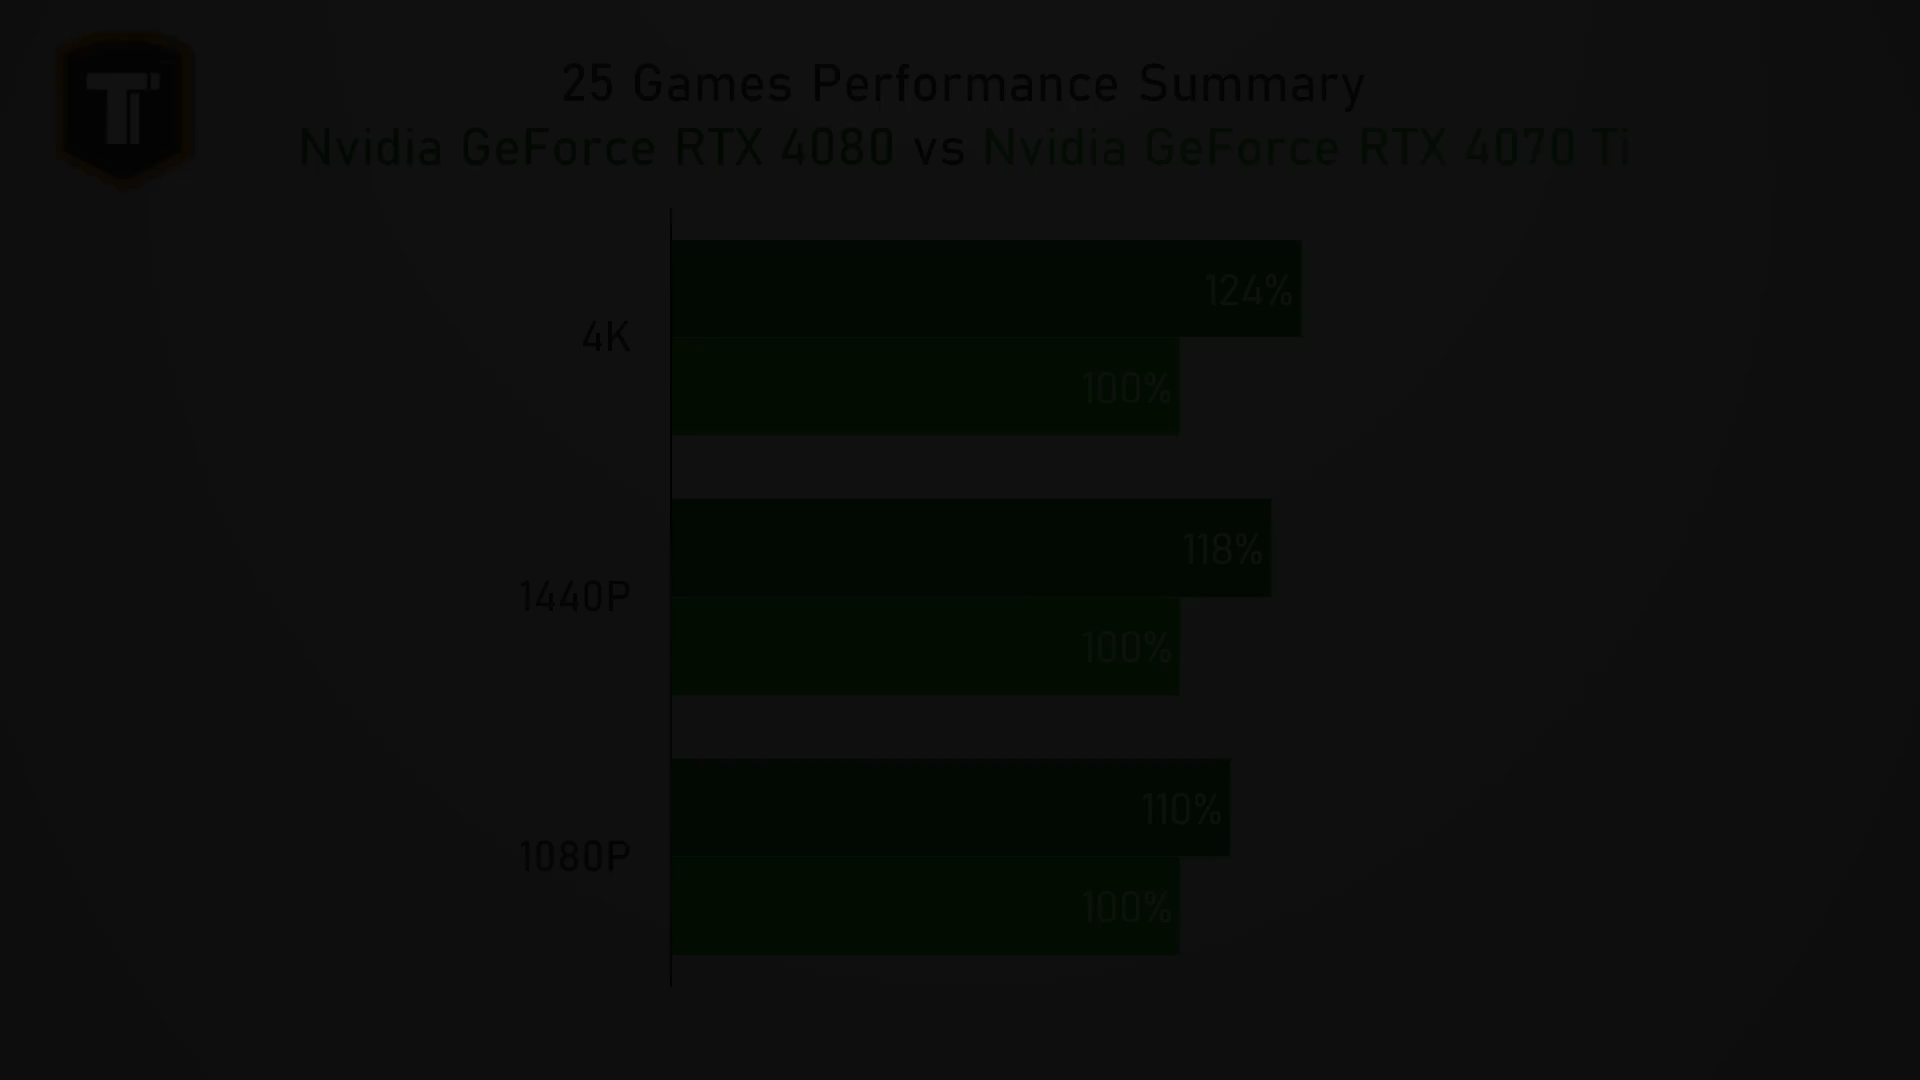 T
25 Games Performance Summary
Nvidia GeForce RTX 4080 vs Nvidia GeForce RTX 4070 Ti
124%
4K
100%
118%
1440P
100%
110%
1080P
100%